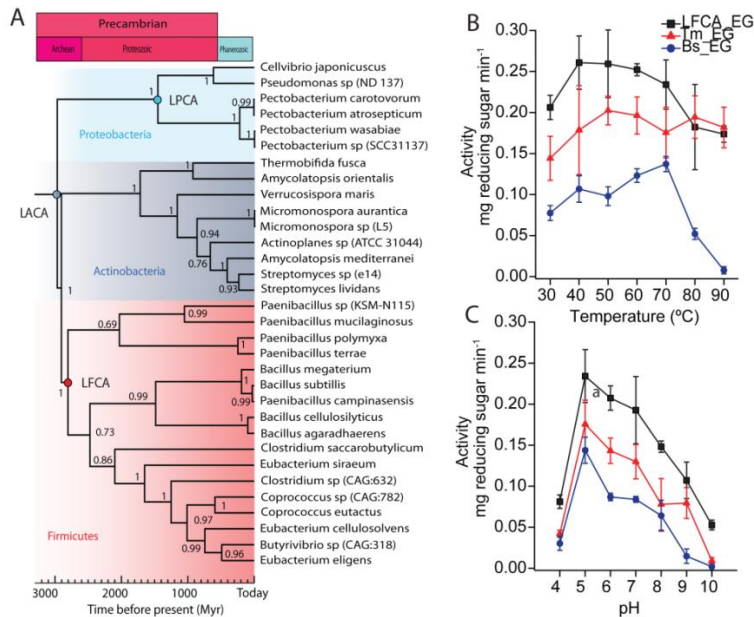 A
Precambrian
Archean
Proteozoic
Phanerozoic
Cellvibrio japonicuscus
Pseudomonas sp (ND 137)
Pectobacterium carotovorum
Pectobacterium atrosepticum
Pectobacterium wasabiae
Pectobacterium sp (SCC31137)
Thermobifida fusca
Amycolatopsis orientalis
Verrucosispora maris
Micromonospora aurantica
Micromonospora sp (L5)
Actinoplanes sp (ATCC 31044)
Amycolatopsis mediterranei
Streptomyces sp (e14)
Streptomyces lividans
Paenibacillus sp (KSM-N115)
Paenibacillus mucilaginosus
Paenibacillus polymyxa
Paenibacillus terrae
Bacillus megaterium
Bacillus subtillis
Paenibacillus campinasensis
Bacillus cellulosilyticus
Bacillus agaradhaerens
Clostridium saccarobutylicum
Eubacterium siraeum
Clostridium sp (CAG:632)
Coprococcus sp (CAG:782)
Coprococcus eutactus
Eubacterium cellulosolvens
Butyrivibrio sp (CAG:318)
Eubacterium eligens
1
1
LPCA
0.99
1
1
1
Proteobacteria
LACA
1
1
1
1
0.94
0.76
1
0.93
Actinobacteria
1
0.99
0.69
1
LFCA
1
1
0.99
0.99
1
0.73
0.86
1
1
1
0.97
0.99
0.96
Firmicutes
3000 2000 1000 Today
Time before present (Myr)
B
LFCA_EG
Tm_EG
Bs_EG
Activity
mg reducing sugar min-1
0.30
0.25
0.20
0.15
0.10
0.05
0.00
30 40 50 60 70 80 90
Temperature (ºC)
C
Activity
mg reducing sugar min-1
0.30
0.25
0.20
0.15
0.10
0.05
0.00
a
4 5 6 7 8 9 10
pH